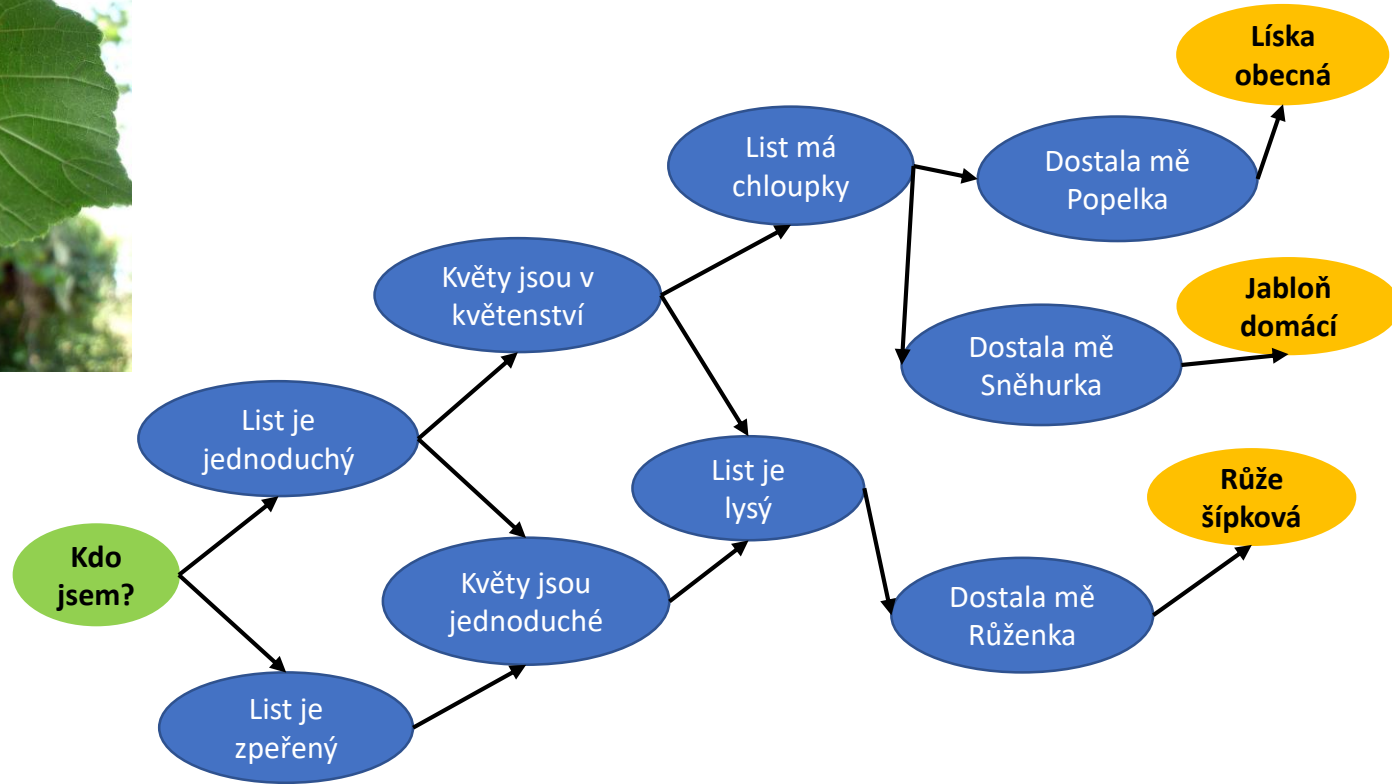 Kdo
jsem?
List je
jednoduchý
List je
zpeřený
Květy jsou v
květenství
Květy jsou
jednoduché
List má
chloupky
List je
lysý
Dostala mě
Popelka
Dostala mě
Sněhurka
Dostala mě
Růženka
Líska
obecná
Jabloň
domácí
Růže
šípková